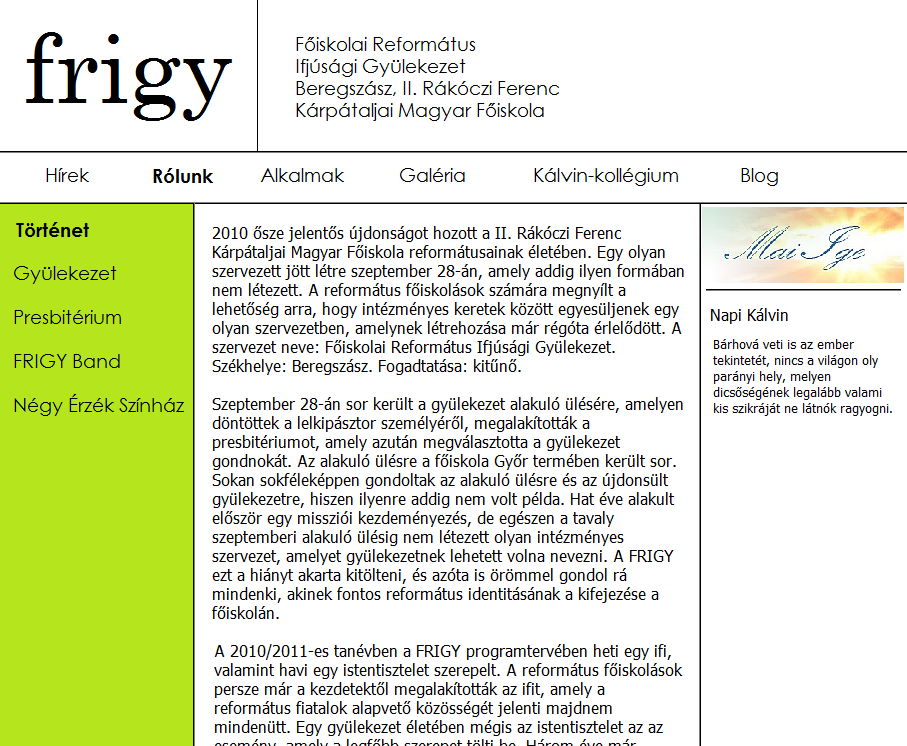 frigy
Főiskolai Református
Ifjúsági Gyülekezet
Beregszász, II. Rákóczi Ferenc
Kárpátaljai Magyar Főiskola
Hírek
Rólunk
Alkalmak
Galéria
Kálvin-kollégium
Blog
Történet
Gyülekezet
Presbitérium
FRIGY Band
Négy Érzék Színház
2010 ősze jelentős újdonságot hozott a II. Rákóczi Ferenc
Kárpátaljai Magyar Főiskola reformátusainak életében. Egy olyan
szervezett jött létre szeptember 28-án, amely addig ilyen formában
nem létezett. A református főiskolások számára megnyílt a
lehetőség arra, hogy intézményes keretek között egyesüljenek egy
olyan szervezetben, amelynek létrehozása már régóta érlelődött. A
szervezet neve: Főiskolai Református Ifjúsági Gyülekezet.
Székhelye: Beregszász. Fogadtatása: kitűnő.
Szeptember 28-án sor került a gyülekezet alakuló ülésére, amelyen
döntöttek a lelkipásztor személyéről, megalakították a
presbitériumot, amely azután megválasztotta a gyülekezet
gondnokát. Az alakuló ülésre a főiskola Győr termében került sor.
Sokan sokféleképpen gondoltak az alakuló ülésre és az újdonsült
gyülekezetre, hiszen ilyenre addig nem volt példa. Hat éve alakult
először egy missziói kezdeményezés, de egészen a tavaly
szeptemberi alakuló ülésig nem létezett olyan intézményes
szervezet, amelyet gyülekezetnek lehetett volna nevezni. A FRIGY
ezt a hiányt akarta kitölteni, és azóta is örömmel gondol rá
mindenki, akinek fontos református identitásának a kifejezése a
főiskolán.
A 2010/2011-es tanévben a FRIGY programtervében heti egy ifi,
valamint havi egy istentisztelet szerepelt. A református főiskolások
persze már a kezdetektől megalakították az ifit, amely a
református fiatalok alapvető közösségét jelenti majdnem
mindenütt. Egy gyülekezet életében mégis az istentisztelet az az
esemény, amely a legfőbb szerepet tölti be. Három éve már
Mai Ige
Napi Kálvin
Bárhová veti is az ember
tekintetét, nincs a világon oly
parányi hely, melyen
dicsőségének legalább valami
kis szikráját ne látnók ragyogni.